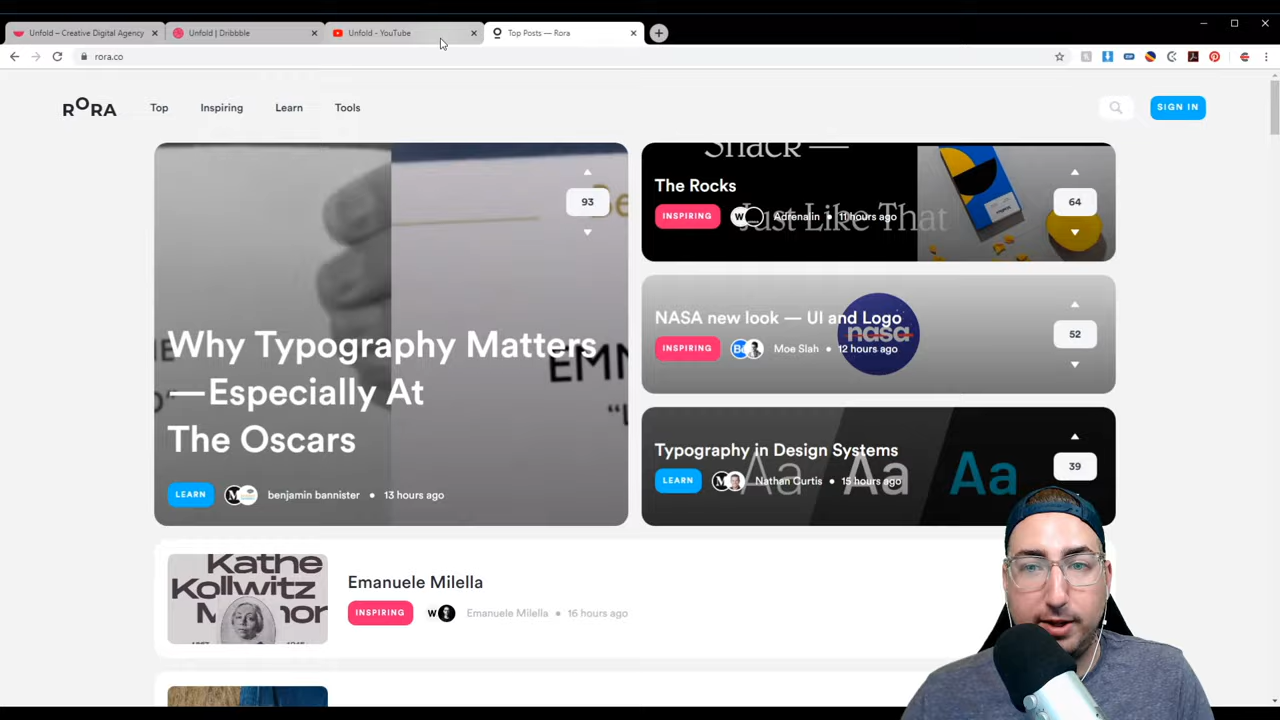 Unfold – Creative Digital Agency
Unfold | Dribbble
Unfold - YouTube
Top Posts — Rora
rora.co
RORA
Top
Inspiring
Learn
Tools
SIGN IN
93
Why Typography Matters
—Especially At
The Oscars
LEARN
benjamin bannister • 13 hours ago
Snack —
Just Like That
The Rocks
INSPIRING
Adrenalin • 11 hours ago
64
NASA new look — UI and Logo
nasa
INSPIRING
Moe Slah • 12 hours ago
52
Typography in Design Systems
Aa Aa Aa
LEARN
Nathan Curtis • 15 hours ago
39
Kathe
Kollwitz
Emanuele Milella
INSPIRING
Emanuele Milella • 16 hours ago